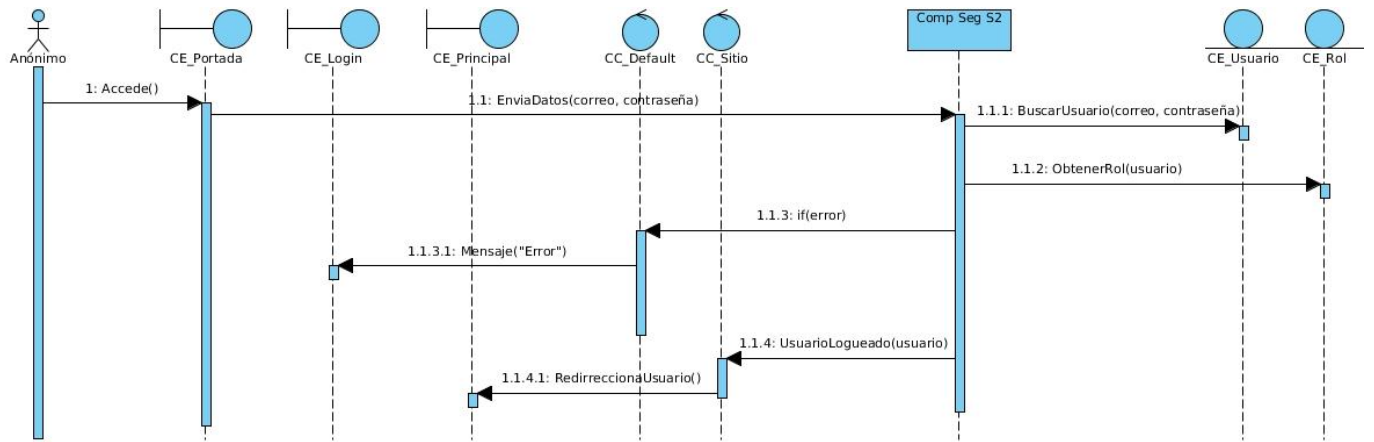 Comp Seg S2
Anónimo
CE_Portada
CE_Login
CE_Principal
CC_Default
CC_Sitio
CE_Usuario
CE_Rol
1: Accede()
1.1: EnviaDatos(correo, contraseña)
1.1.1: BuscarUsuario(correo, contraseña)
1.1.2: ObtenerRol(usuario)
1.1.3: if(error)
1.1.3.1: Mensaje("Error")
1.1.4: UsuarioLogueado(usuario)
1.1.4.1: RedirreccionaUsuario()